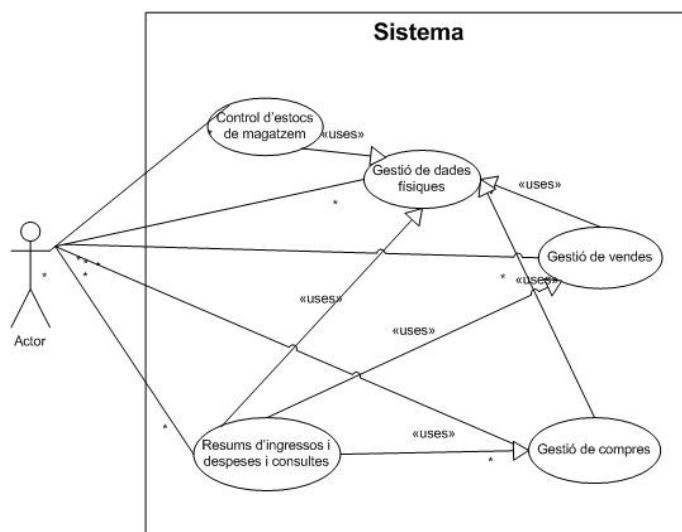 Sistema
Control d'estocs
de magatzem
*
«uses»
Gestió de dades
físiques
*
«uses»
Gestió de vendes
* * *
*
*
*
«uses»
«uses»
«uses»
Actor
*
«uses»
*
Resums d'ingressos i
despeses i consultes
Gestió de compres